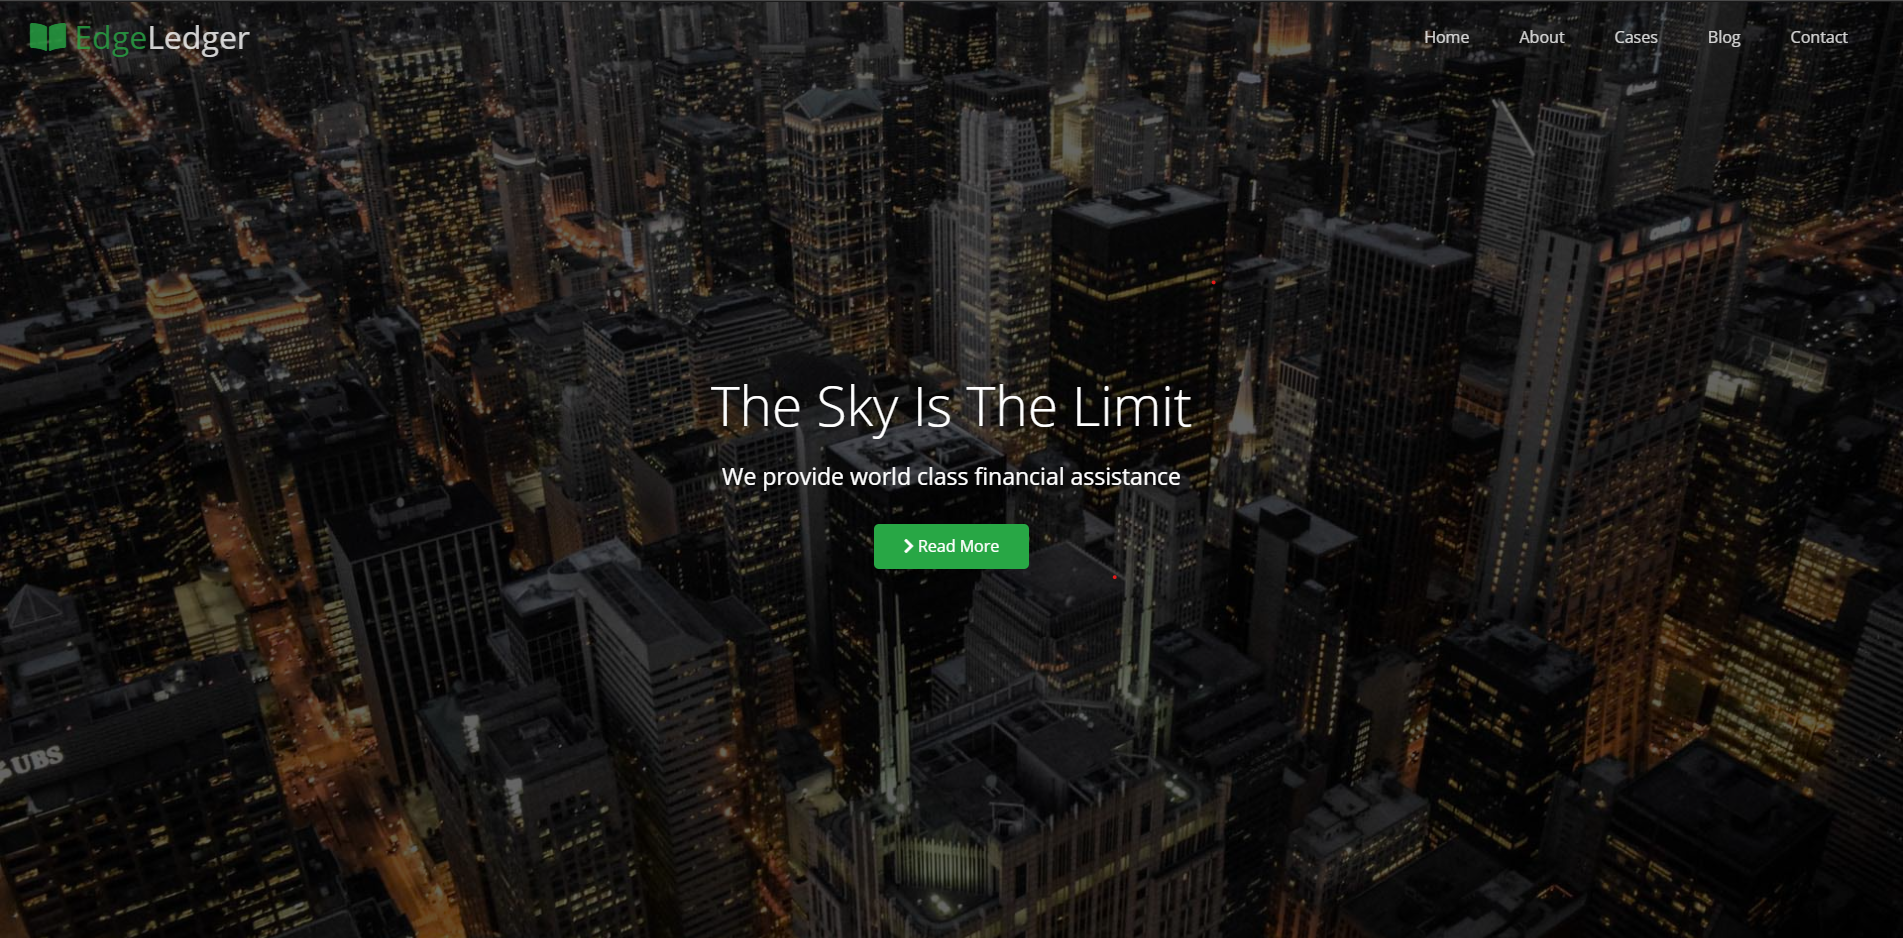 EdgeLedger
Home About Cases Blog Contact
The Sky Is The Limit
We provide world class financial assistance
Read More
UBS